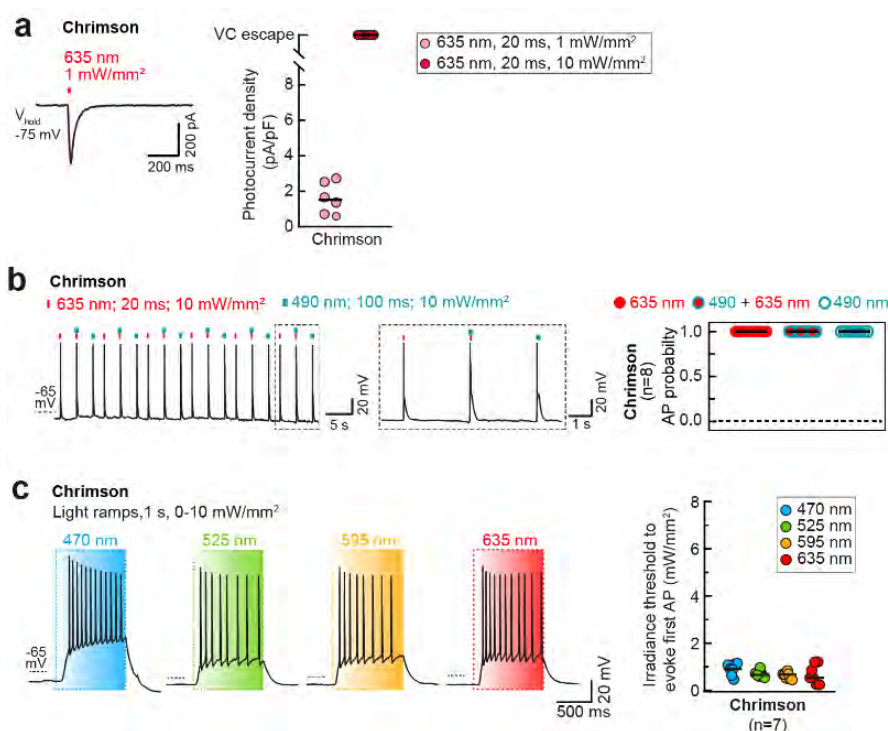 a
Chrimson
635 nm
1 mW/mm²
Vhold
-75 mV
200 pA
200 ms
VC escape
8
6
4
2
0
Photocurrent density
(pA/pF)
Chrimson
635 nm, 20 ms, 1 mW/mm²
635 nm, 20 ms, 10 mW/mm²
b
Chrimson
635 nm; 20 ms; 10 mW/mm²
490 nm; 100 ms; 10 mW/mm²
-65
mV
20 mV
5 s
20 mV
1 s
635 nm
490 + 635 nm
490 nm
Chrimson
(n=8)
AP probability
1.0
0.5
0.0
c
Chrimson
Light ramps,1 s, 0-10 mW/mm²
470 nm
525 nm
595 nm
635 nm
-65
mV
20 mV
500 ms
Irradiance threshold to
evoke first AP (mW/mm²)
8
6
4
2
0
470 nm
525 nm
595 nm
635 nm
Chrimson
(n=7)